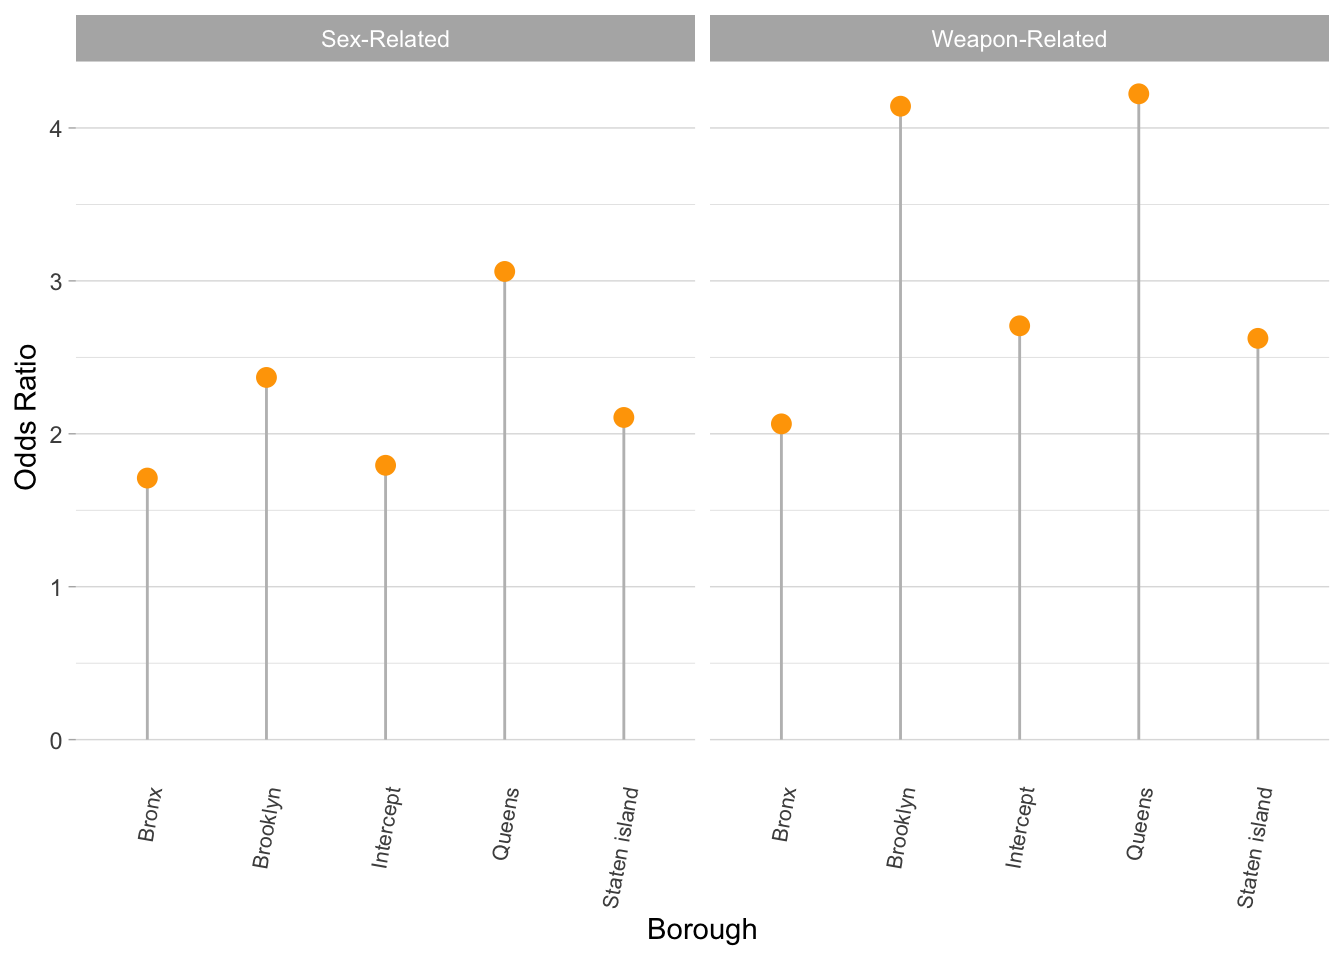 Sex-Related
Weapon-Related
Odds Ratio
4
3
2
1
0
Bronx
Brooklyn
Intercept
Queens
Staten island
Bronx
Brooklyn
Intercept
Queens
Staten island
Borough